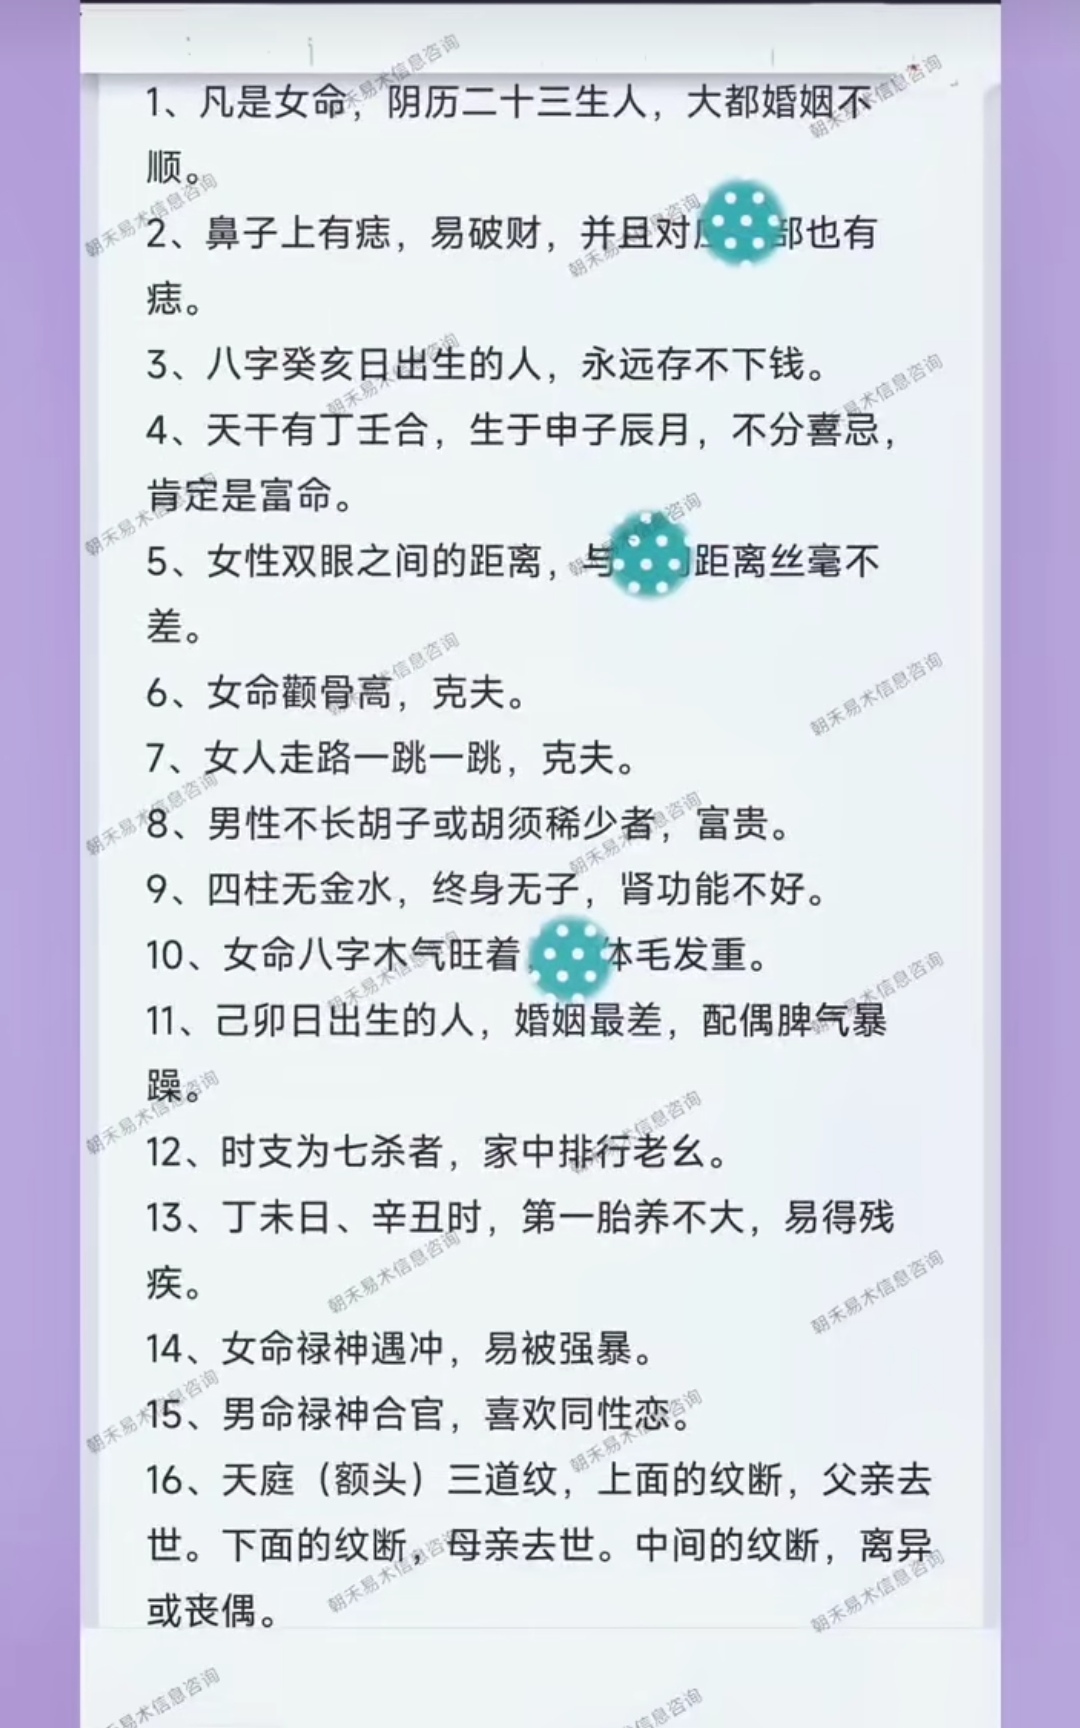 1、凡是女命，阴历二十三生人，大都婚姻不
顺。
2、鼻子上有痣，易破财，并且对 部也有
痣。
3、八字癸亥日出生的人，永远存不下钱。
4、天干有丁壬合，生于申子辰月，不分喜忌，
肯定是富命。
5、女性双眼之间的距离，与 距离丝毫不
差。
6、女命颧骨高，克夫。
7、女人走路一跳一跳，克夫。
8、男性不长胡子或胡须稀少者，富贵。
9、四柱无金水，终身无子，肾功能不好。
10、女命八字木气旺着， 体毛发重。
11、己卯日出生的人，婚姻最差，配偶脾气暴
躁。
12、时支为七杀者，家中排行老幺。
13、丁未日、辛丑时，第一胎养不大，易得残
疾。
14、女命禄神遇冲，易被强暴。
15、男命禄神合官，喜欢同性恋。
16、天庭（额头）三道纹，上面的纹断，父亲去
世。下面的纹断，母亲去世。中间的纹断，离异
或丧偶。
朝禾易术信息咨询